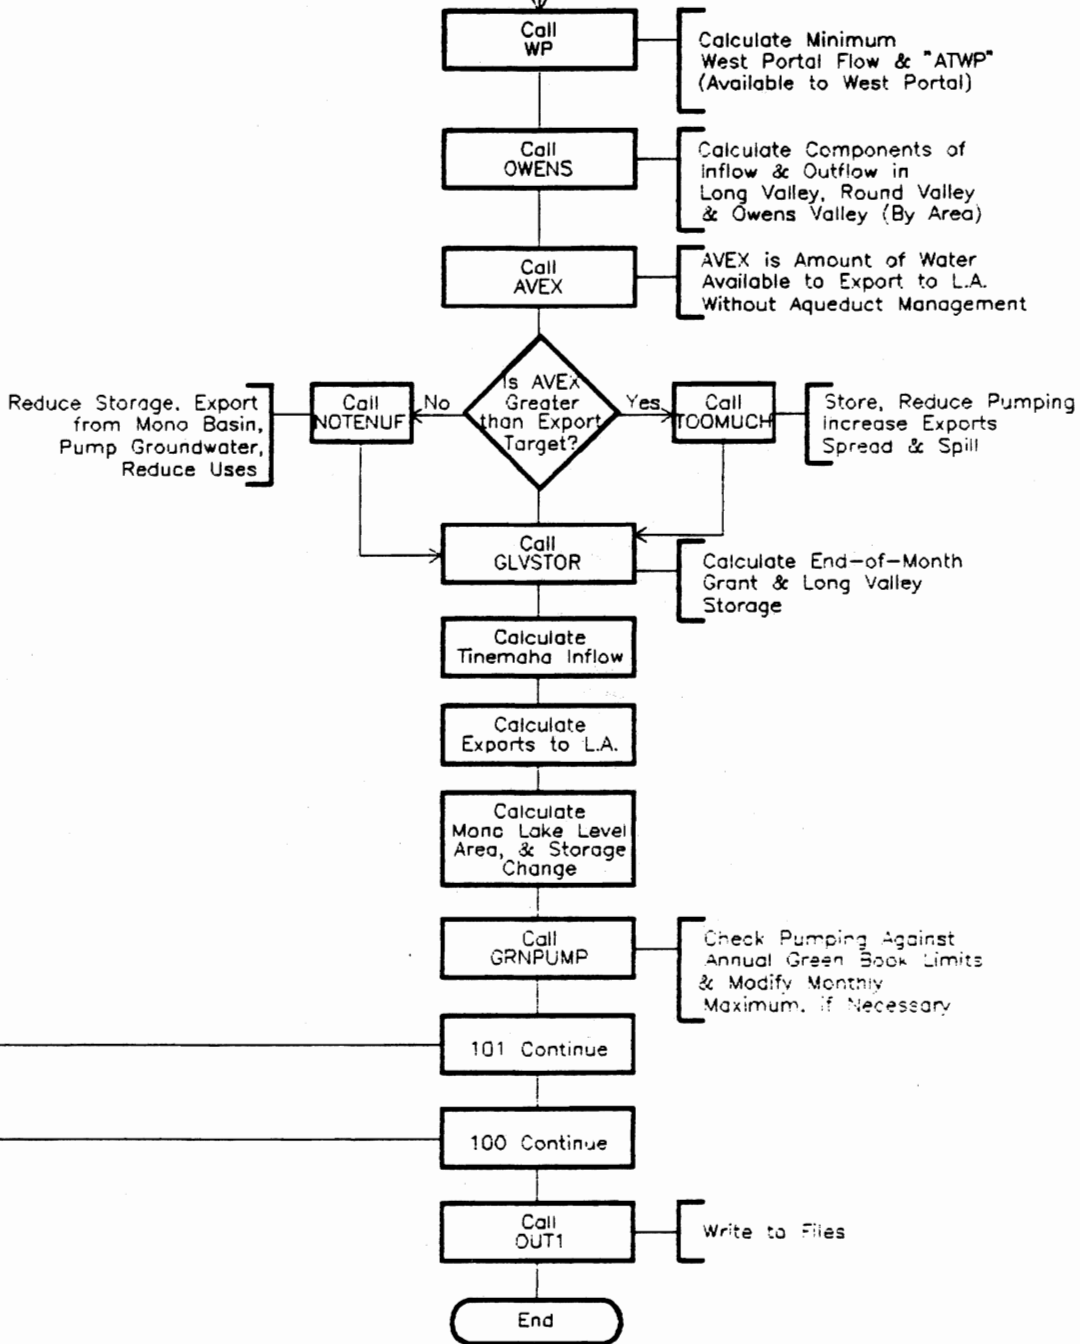 Call
WP
Calculate Minimum
West Portal Flow & "ATWP"
(Available to West Portal)
Call
OWENS
Calculate Components of
Inflow & Outflow in
Long Valley, Round Valley
& Owens Valley (By Area)
Call
AVEX
AVEX is Amount of Water
Available to Export to L.A.
Without Aqueduct Management
Is AVEX
Greater
than Export
Target?
No
Yes
Call
NOTENUF
Reduce Storage, Export
from Mono Basin,
Pump Groundwater,
Reduce Uses
Call
TOOMUCH
Store, Reduce Pumping
increase Exports
Spread & Spill
Call
GLVSTOR
Calculate End-of-Month
Grant & Long Valley
Storage
Calculate
Tinemaha Inflow
Calculate
Exports to L.A.
Calculate
Mono Lake Level
Area, & Storage
Change
Call
GRNPUMP
Check Pumping Against
Annual Green Book Limits
& Modify Monthly
Maximum, if Necessary
101 Continue
100 Continue
Call
OUT1
Write to Files
End